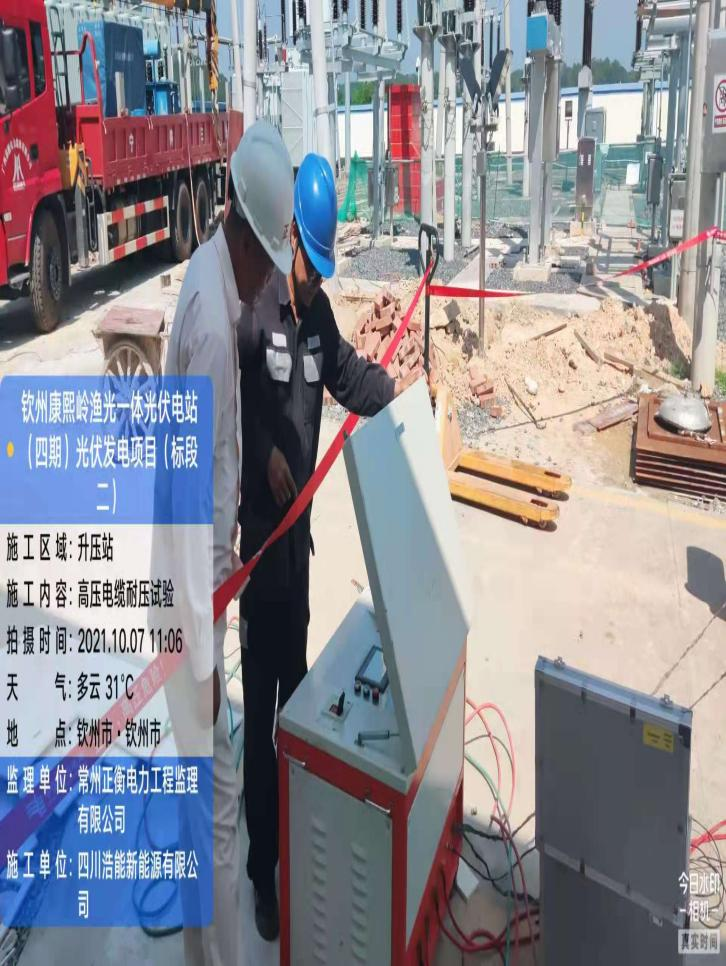 钦州康熙岭渔光一体光伏电站
（四期）光伏发电项目（标段
二）
施工区域：升压站
施工内容：高压电缆耐压试验
拍摄时间：2021.10.07 11:06
天 气：多云 31℃
地 点：钦州市·钦州市
监理单位：常州正衡电力工程监理
有限公司
施工单位：四川浩能新能源有限公
司
今日水印
-相机-
真实时间